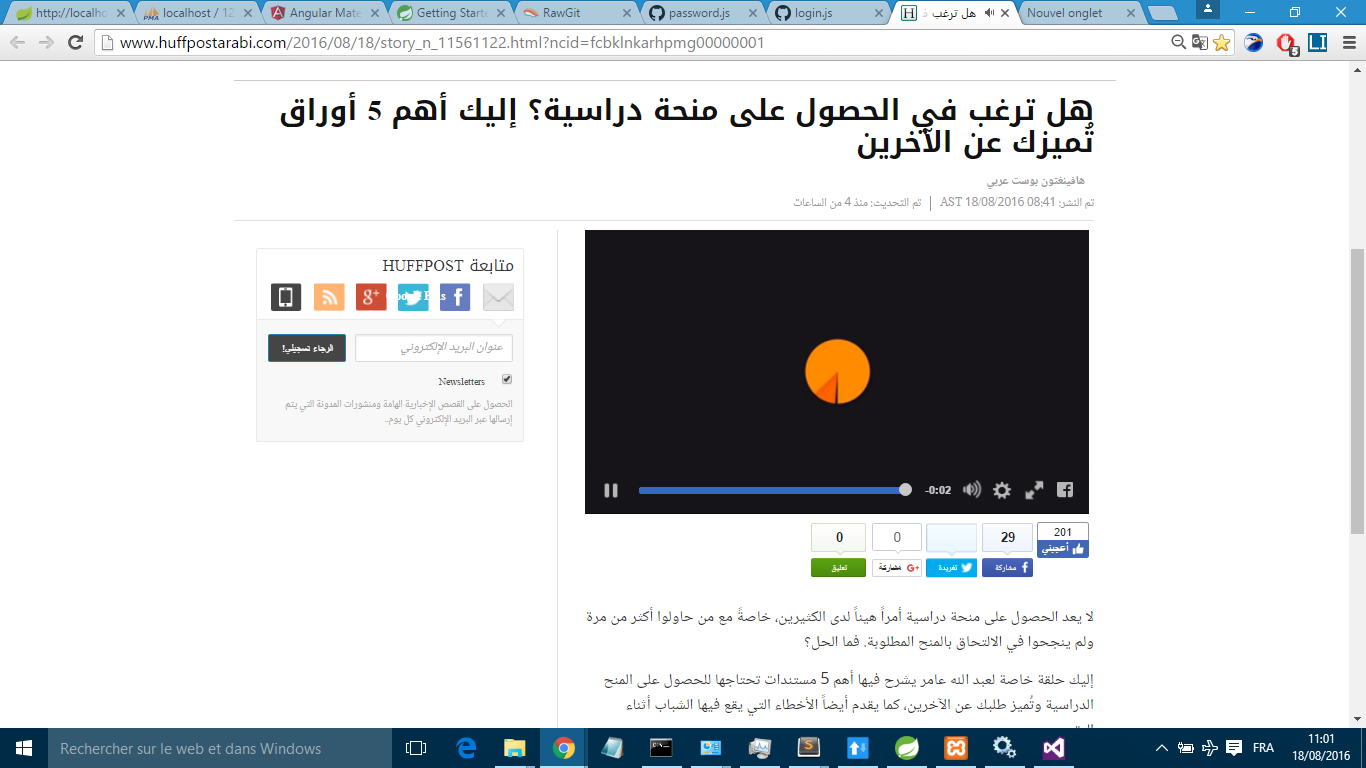 http://localho
localhost / 12
Angular Mate
Getting Starte
RawGit
password.js
login.js
هل ترغب ف
Nouvel onglet
www.huffpostarabi.com/2016/08/18/story_n_11561122.html?ncid=fcbklnkarhpmg00000001
5
LI
هل ترغب في الحصول على منحة دراسية؟ إليك أهم 5 أوراق
تُميزك عن الآخرين
هافينغتون بوست عربي
تم النشر: 08:41 18/08/2016 AST | تم التحديث: منذ 4 من الساعات
متابعة HUFFPOST
عنوان البريد الإلكتروني
الرجاء تسجيلي!
Newsletters
الحصول على القصص الإخبارية الهامة ومنشورات المدونة التي يتم
إرسالها عبر البريد الإلكتروني كل يوم..
-0:02
201
أعجبني
29
مشاركة
تغريدة
0
مشاركة
0
تعليق
لا يعد الحصول على منحة دراسية أمراً هيناً لدى الكثيرين، خاصةً مع من حاولوا أكثر من مرة
ولم ينجحوا في الالتحاق بالمنح المطلوبة. فما الحل؟
إليك حلقة خاصة لعبد الله عامر يشرح فيها أهم 5 مستندات تحتاجها للحصول على المنح
الدراسية وتُميز طلبك عن الآخرين، كما يقدم أيضاً الأخطاء التي يقع فيها الشباب أثناء
Rechercher sur le web et dans Windows
FRA
11:01
18/08/2016